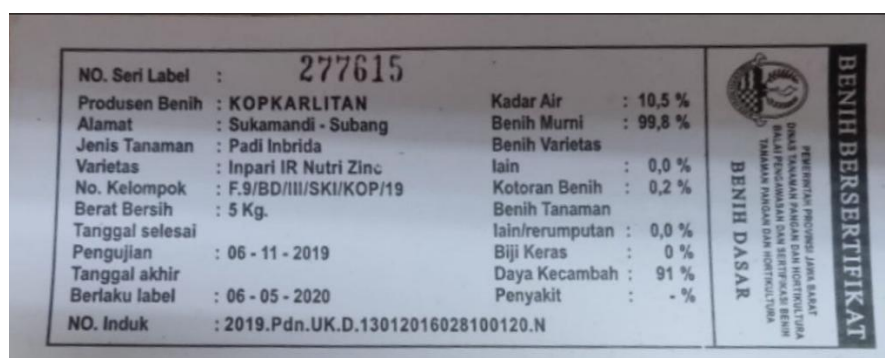 NO. Seri Label : 277615
Produsen Benih : KOPKARLITAN
Alamat : Sukamandi - Subang
Jenis Tanaman : Padi Inbrida
Varietas : Inpari IR Nutri Zinc
No. Kelompok : F.9/BD/III/SKI/KOP/19
Berat Bersih : 5 Kg.
Tanggal selesai
Pengujian : 06 - 11 - 2019
Tanggal akhir
Berlaku label : 06 - 05 - 2020
NO. Induk : 2019.Pdn.UK.D.13012016028100120.N
Kadar Air : 10,5 %
Benih Murni : 99,8 %
Benih Varietas
lain : 0,0 %
Kotoran Benih : 0,2 %
Benih Tanaman
lain/rerumputan : 0,0 %
Biji Keras : 0 %
Daya Kecambah : 91 %
Penyakit : - %
BENIH BERSERTIFIKAT
PEMERINTAH PROVINSI JAWA BARAT
DINAS TANAMAN PANGAN DAN HORTIKULTURA
BALAI PENGAWASAN DAN SERTIFIKASI BENIH
TANAMAN PANGAN DAN HORTIKULTURA
BENIH DASAR